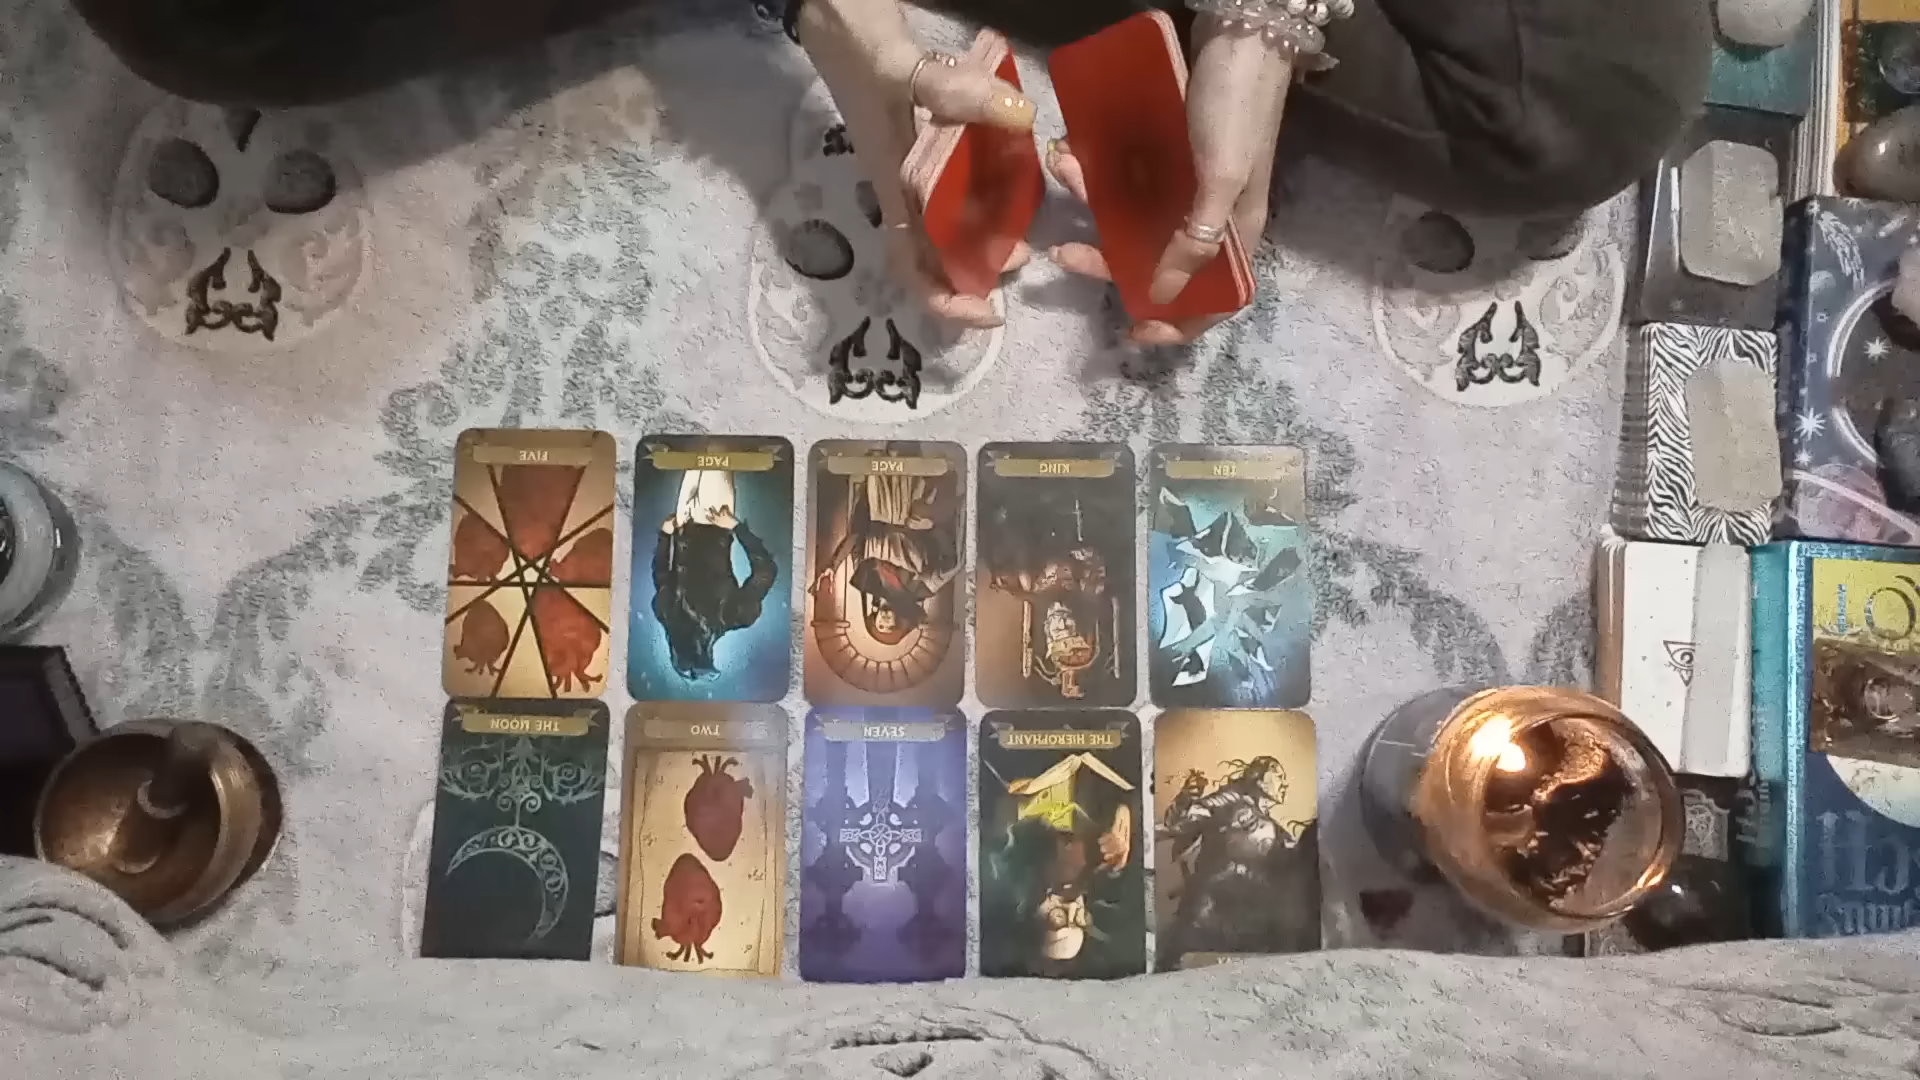 FIVE
PAGE
PAGE
KING
TEN
THE MOON
TWO
SEVEN
THE HIEROPHANT